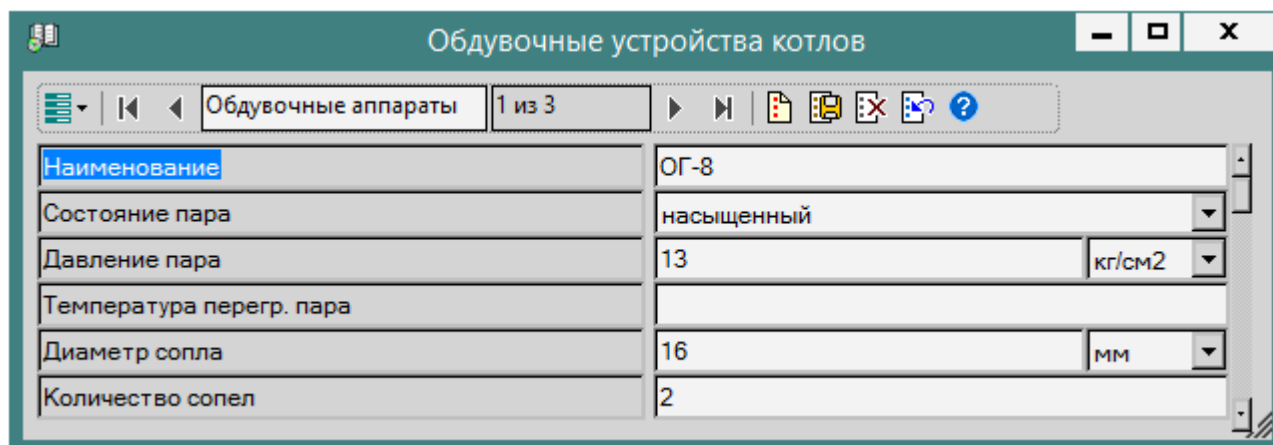 Обдувочные устройства котлов
Обдувочные аппараты 1 из 3
Наименование ОГ-8
Состояние пара насыщенный
Давление пара 13 кг/см2
Температура перегр. пара
Диаметр сопла 16 мм
Количество сопел 2